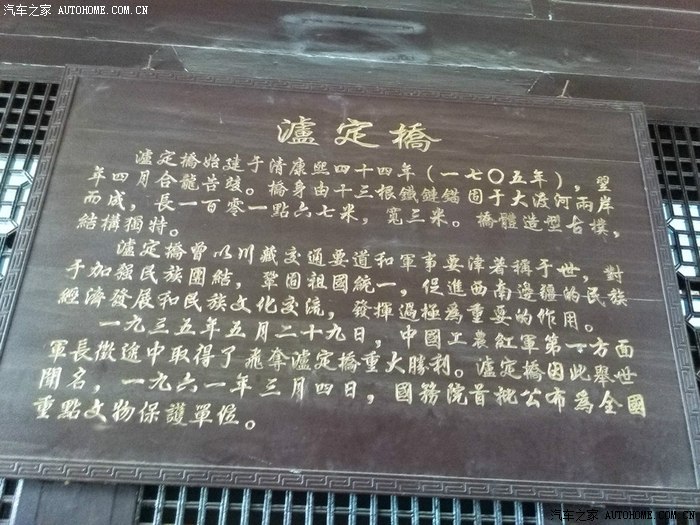 汽车之家 AUTOHOME.COM.CN
瀘定橋
瀘定橋始建于清康熙四十四年(一七〇五年),翌
年四月合龍告竣。橋身由十三根鐵鏈錨固于大渡河兩岸
而成,長一百零一點六七米,寬三米。橋體造型古樸,
結構獨特。
瀘定橋曾以川藏交通要道和軍事要津著稱于世,對
于加強民族團結,鞏固祖國統一,促進西南邊疆的民族
經濟發展和民族文化交流,發揮過極為重要的作用。
一九三五年五月二十九日,中國工農紅軍第一方面
軍長徵途中取得了飛奪瀘定橋重大勝利。瀘定橋因此舉世
聞名,一九六一年三月四日,國務院首批公布為全國
重點文物保護單位。
汽车之家 AUTOHOME.COM.CN